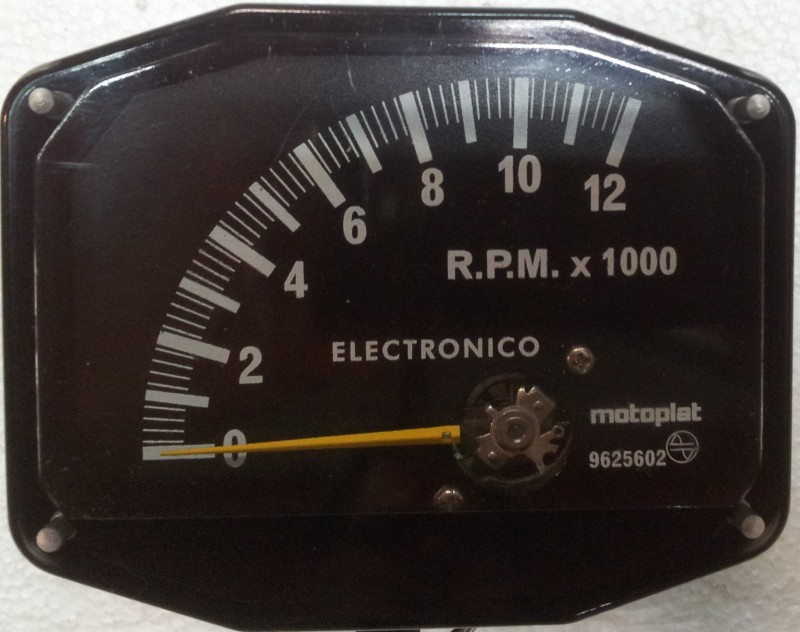 0
2
4
6
8
10
12
R.P.M. x 1000
ELECTRONICO
motoplat
9625602